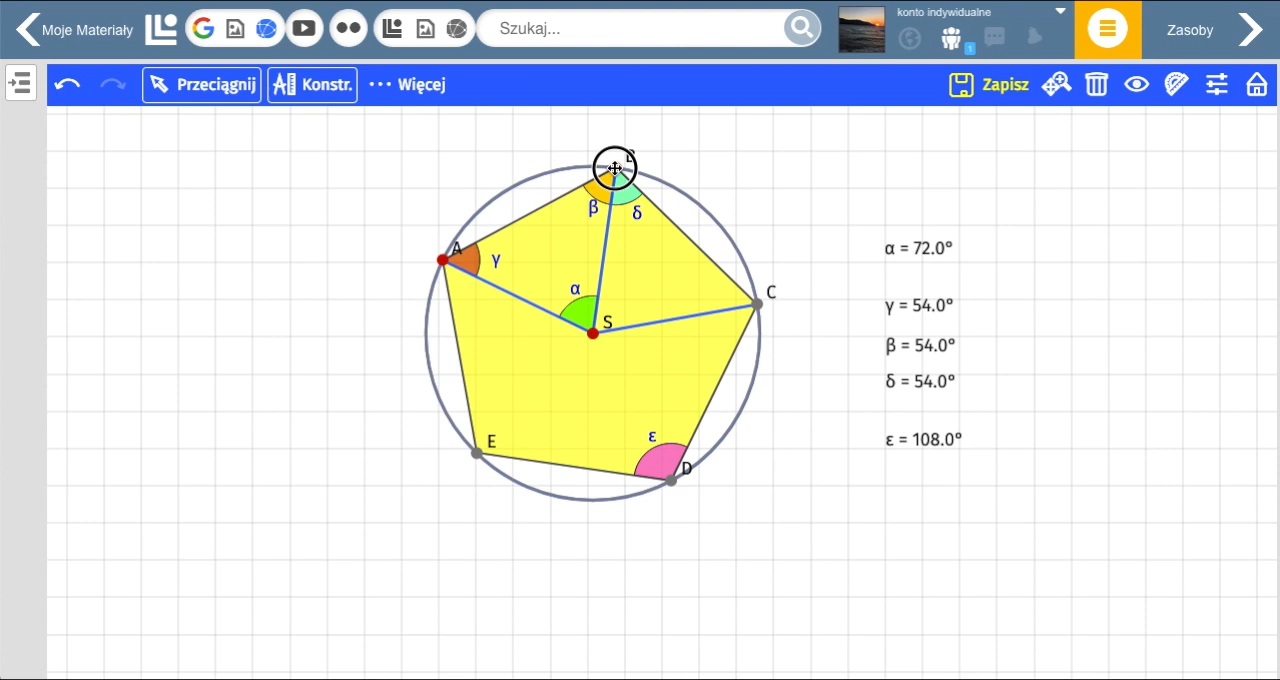 Moje Materiały
Szukaj...
konto indywidualne
1
Zasoby
Przeciągnij
Konstr.
Więcej
Zapisz
β
δ
A
γ
α
S
C
E
ε
D
α = 72.0°
γ = 54.0°
β = 54.0°
δ = 54.0°
ε = 108.0°